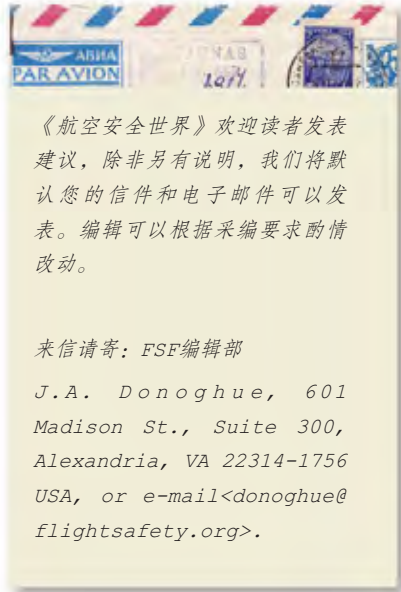 АВИА
PAR AVION
《航空安全世界》欢迎读者发表
建议，除非另有说明，我们将默
认您的信件和电子邮件可以发
表。编辑可以根据采编要求酌情
改动。
来信请寄：FSF编辑部
J.A. Donoghue, 601
Madison St., Suite 300,
Alexandria, VA 22314-1756
USA, or e-mail<donoghue@
flightsafety.org>.